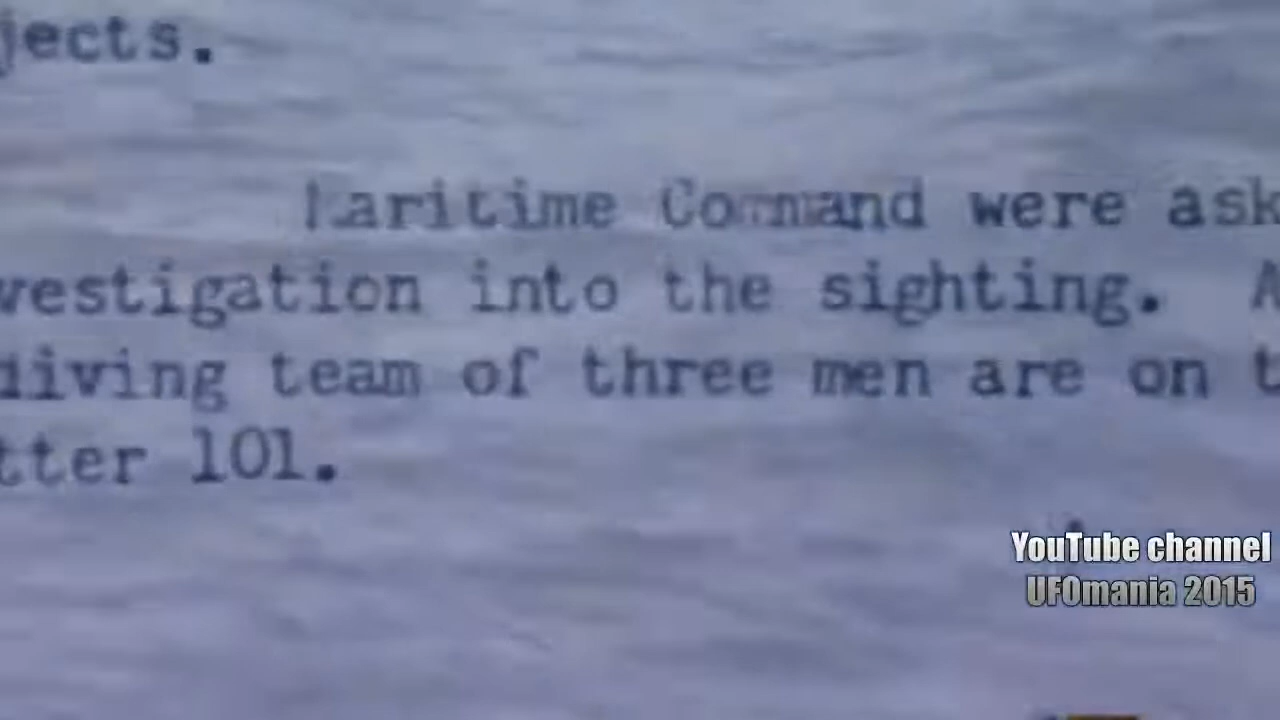 jects.
Maritime Command were ask
vestigation into the sighting. A
diving team of three men are on t
tter 101.
YouTube channel
UFOmania 2015